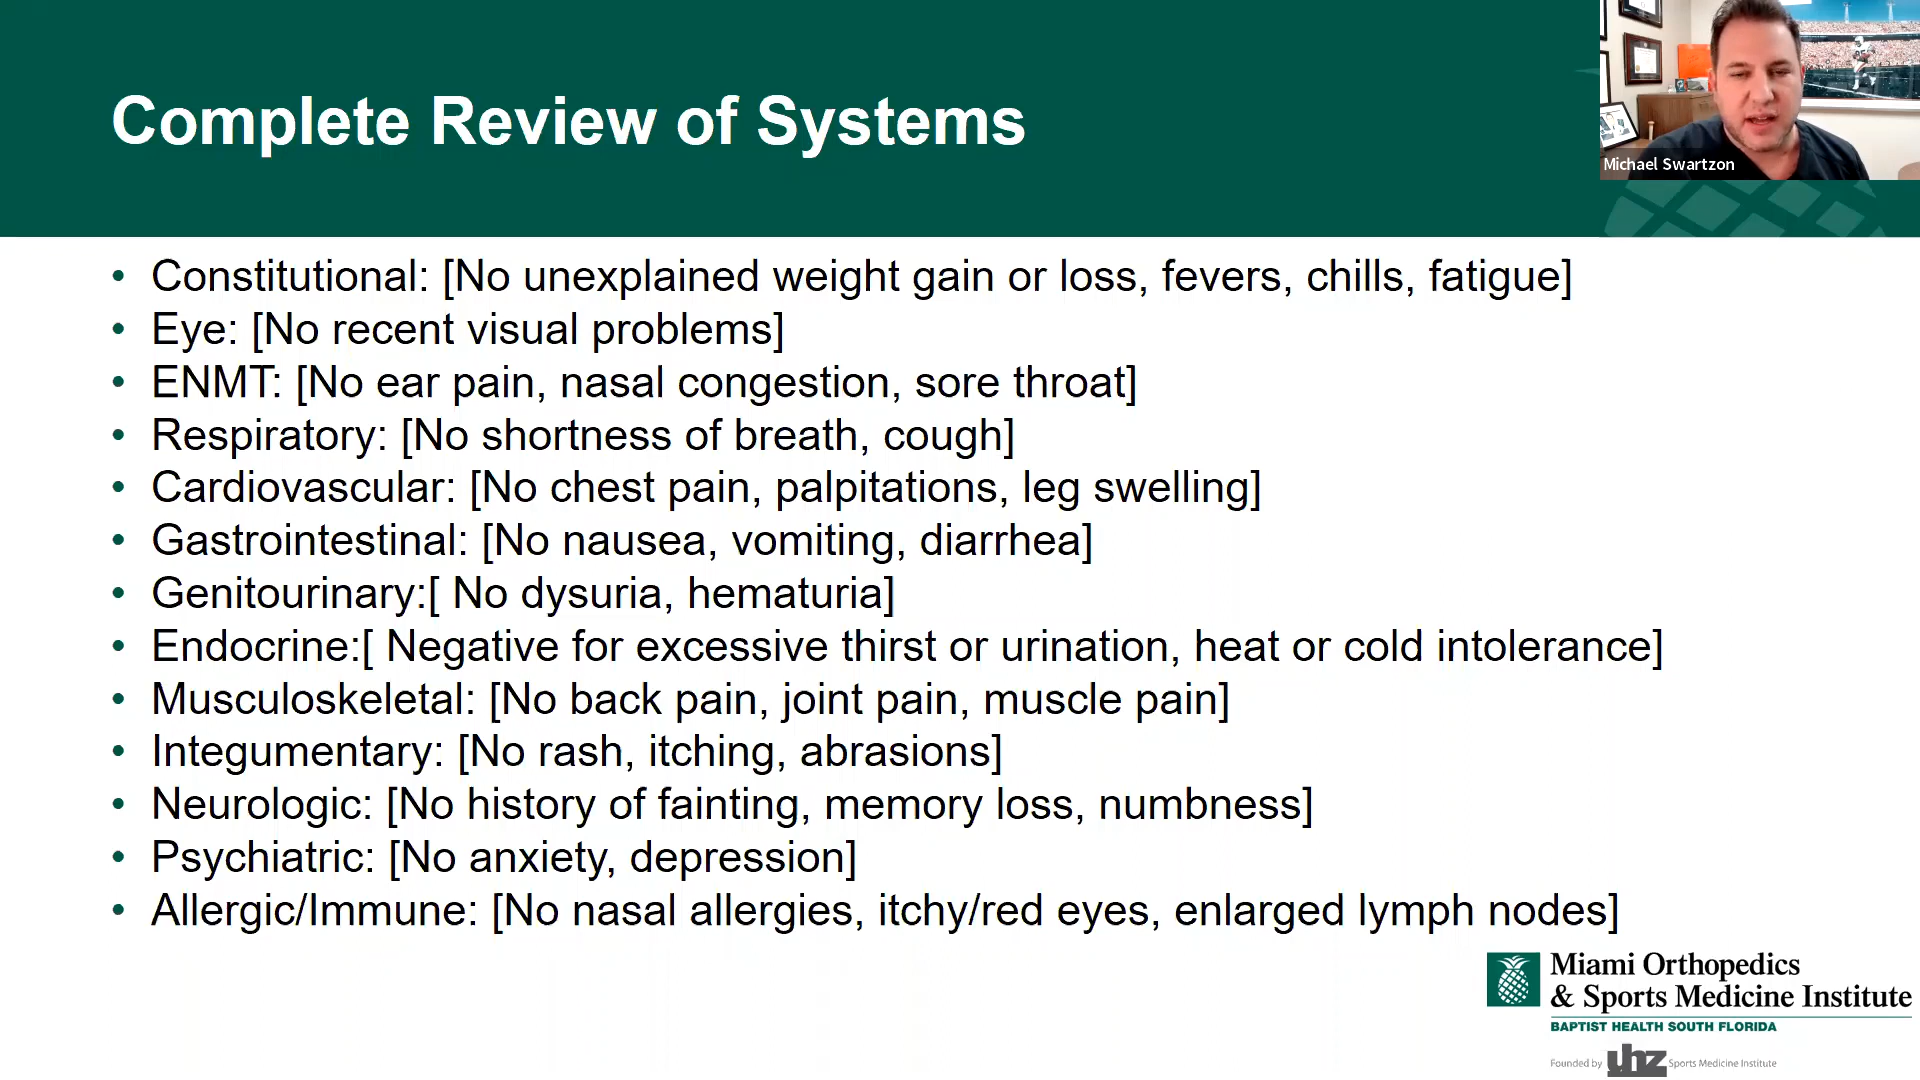 Complete Review of Systems
Michael Swartzon
• Constitutional: [No unexplained weight gain or loss, fevers, chills, fatigue]
• Eye: [No recent visual problems]
• ENMT: [No ear pain, nasal congestion, sore throat]
• Respiratory: [No shortness of breath, cough]
• Cardiovascular: [No chest pain, palpitations, leg swelling]
• Gastrointestinal: [No nausea, vomiting, diarrhea]
• Genitourinary:[ No dysuria, hematuria]
• Endocrine:[ Negative for excessive thirst or urination, heat or cold intolerance]
• Musculoskeletal: [No back pain, joint pain, muscle pain]
• Integumentary: [No rash, itching, abrasions]
• Neurologic: [No history of fainting, memory loss, numbness]
• Psychiatric: [No anxiety, depression]
• Allergic/Immune: [No nasal allergies, itchy/red eyes, enlarged lymph nodes]
Miami Orthopedics
& Sports Medicine Institute
BAPTIST HEALTH SOUTH FLORIDA
Founded by uhz Sports Medicine Institute